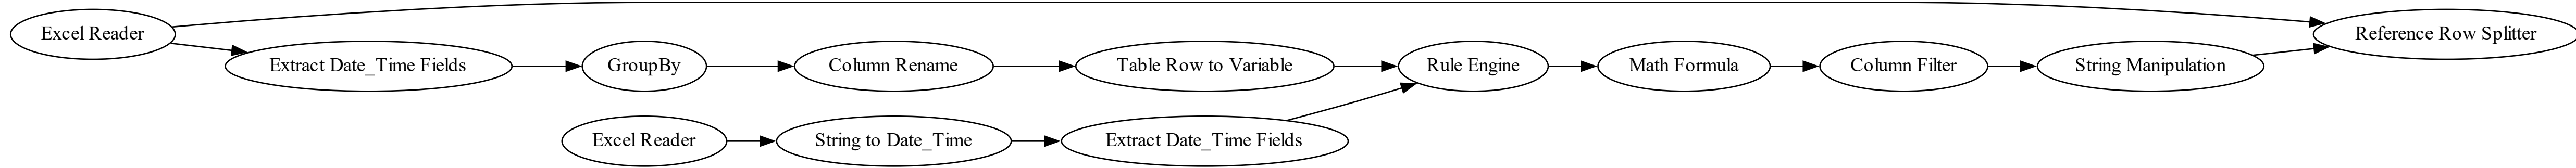 Excel Reader
Reference Row Splitter
Extract Date_Time Fields
GroupBy
Column Rename
Table Row to Variable
Rule Engine
Math Formula
Column Filter
String Manipulation
Excel Reader
String to Date_Time
Extract Date_Time Fields